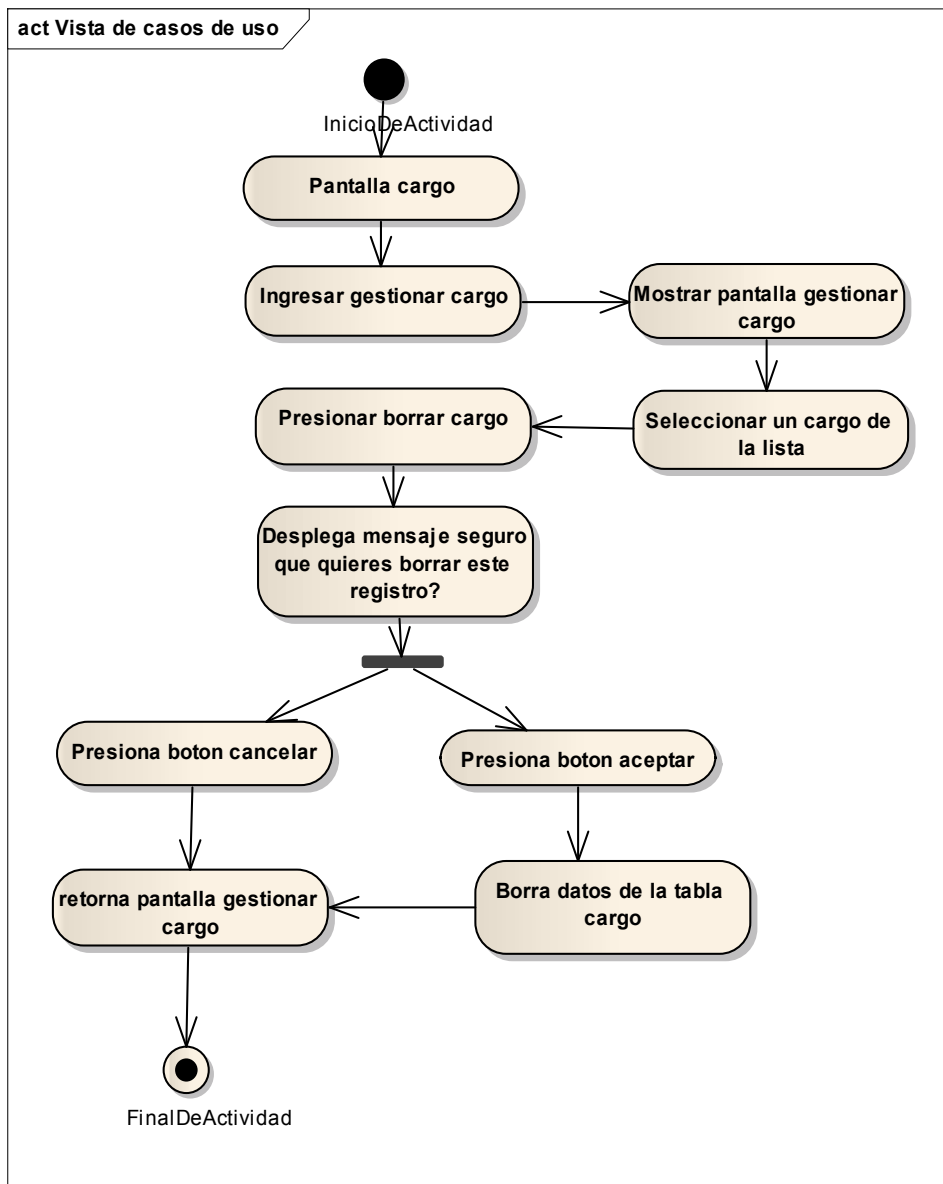 act Vista de casos de uso
InicioDeActividad
Pantalla cargo
Ingresar gestionar cargo
Mostrar pantalla gestionar
cargo
Seleccionar un cargo de
la lista
Presionar borrar cargo
Desplega mensaje seguro
que quieres borrar este
registro?
Presiona boton cancelar
Presiona boton aceptar
retorna pantalla gestionar
cargo
Borra datos de la tabla
cargo
FinalDeActividad